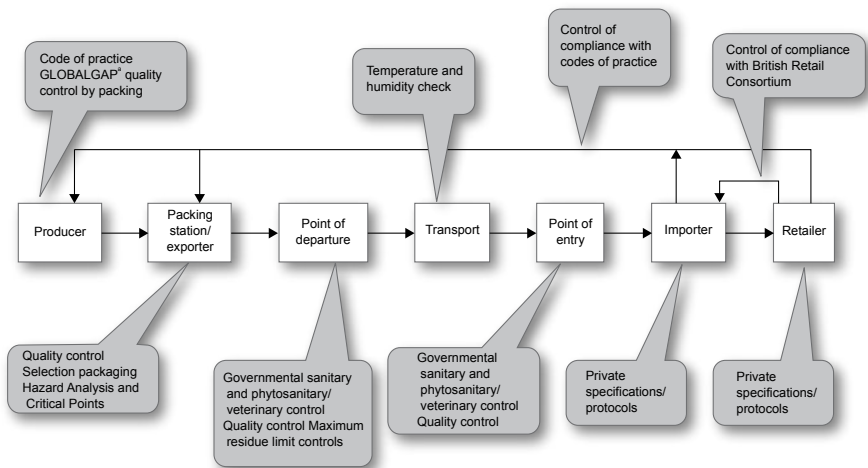 Code of practice
GLOBALGAPª quality
control by packing
Temperature and
humidity check
Control of
compliance with
codes of practice
Control of compliance
with British Retail
Consortium
Producer
Packing
station/
exporter
Point of
departure
Transport
Point of
entry
Importer
Retailer
Quality control
Selection packaging
Hazard Analysis and
Critical Points
Governmental sanitary
and phytosanitary/
veterinary control
Quality control Maximum
residue limit controls
Governmental
sanitary and
phytosanitary/
veterinary control
Quality control
Private
specifications/
protocols
Private
specifications/
protocols